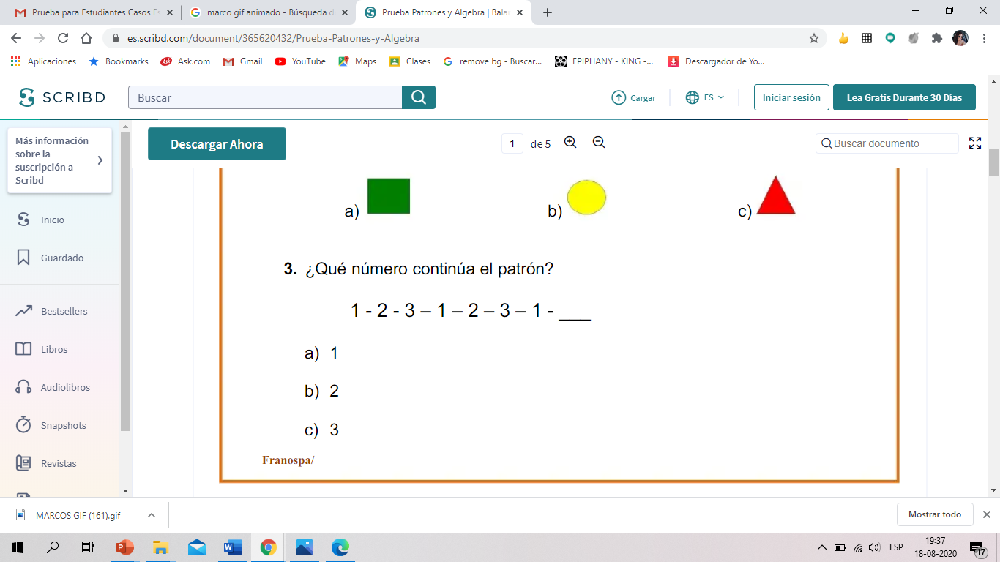 Prueba para Estudiantes Casos Es
marco gif animado - Búsqueda d
Prueba Patrones y Algebra | Bala
es.scribd.com/document/365620432/Prueba-Patrones-y-Algebra
Aplicaciones
Bookmarks
Ask
Ask.com
Gmail
YouTube
Maps
Clases
remove bg - Buscar...
EPIPHANY - KING -...
Descargador de Yo...
SCRIBD
Buscar
Cargar
ES
Iniciar sesión
Lea Gratis Durante 30 Días
Más información
sobre la
suscripción a
Scribd
Descargar Ahora
1 de 5
Buscar documento
Inicio
Guardado
Bestsellers
Libros
Audiolibros
Snapshots
Revistas
a)
b)
c)
3. ¿Qué número continúa el patrón?
1 - 2 - 3 – 1 – 2 – 3 – 1 - ___
a) 1
b) 2
c) 3
Franospa/
MARCOS GIF (161).gif
Mostrar todo
ESP
19:37
18-08-2020
17